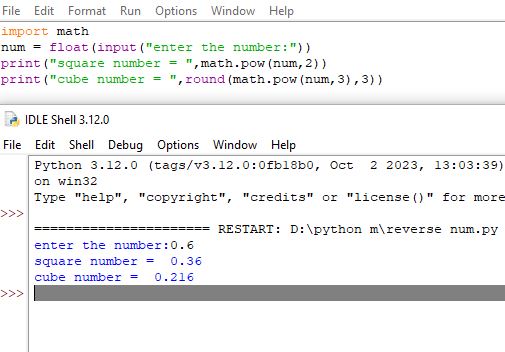 File Edit Format Run Options Window Help
import math
num = float(input("enter the number:"))
print("square number = ",math.pow(num,2))
print("cube number = ",round(math.pow(num,3),3))
IDLE Shell 3.12.0
File Edit Shell Debug Options Window Help
Python 3.12.0 (tags/v3.12.0:0fb18b0, Oct  2 2023, 13:03:39)
on win32
Type "help", "copyright", "credits" or "license()" for more
>>>
====================== RESTART: D:\python m\reverse num.py
enter the number:0.6
square number =  0.36
cube number =  0.216
>>>